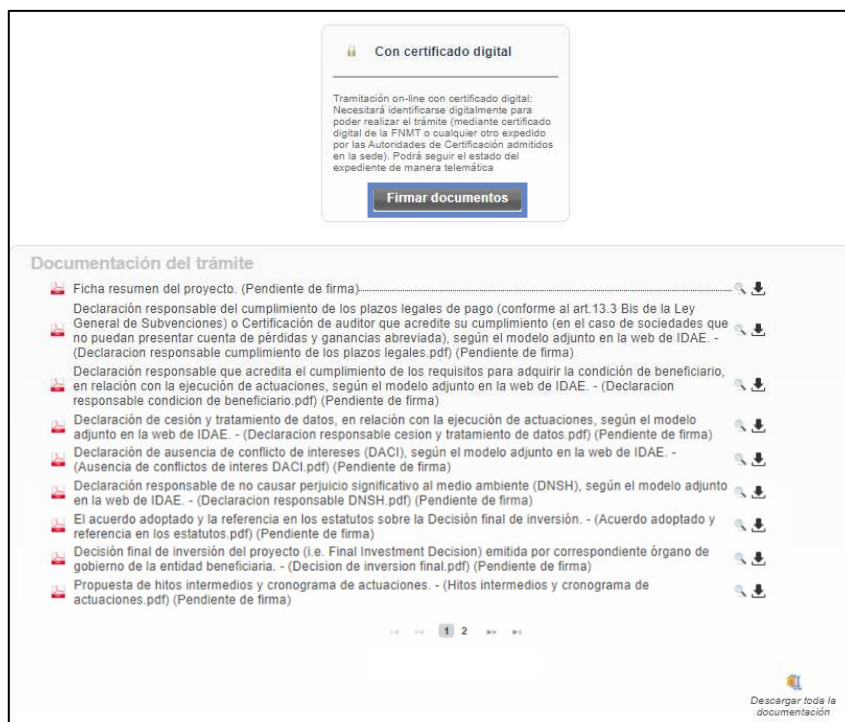 Con certificado digital
Tramitación on-line con certificado digital:
Necesitará identificarse digitalmente para
poder realizar el trámite (mediante certificado
digital de la FNMT o cualquier otro expedido
por las Autoridades de Certificación admitidos
en la sede). Podrá seguir el estado del
expediente de manera telemática
Firmar documentos
Documentación del trámite
Ficha resumen del proyecto. (Pendiente de firma)
Declaración responsable del cumplimiento de los plazos legales de pago (conforme al art.13.3 Bis de la Ley
General de Subvenciones) o Certificación de auditor que acredite su cumplimiento (en el caso de sociedades que
no puedan presentar cuenta de pérdidas y ganancias abreviada), según el modelo adjunto en la web de IDAE. -
(Declaracion responsable cumplimiento de los plazos legales.pdf) (Pendiente de firma)
Declaración responsable que acredita el cumplimiento de los requisitos para adquirir la condición de beneficiario,
en relación con la ejecución de actuaciones, según el modelo adjunto en la web de IDAE. - (Declaracion
responsable condicion de beneficiario.pdf) (Pendiente de firma)
Declaración de cesión y tratamiento de datos, en relación con la ejecución de actuaciones, según el modelo
adjunto en la web de IDAE. - (Declaracion responsable cesion y tratamiento de datos.pdf) (Pendiente de firma)
Declaración de ausencia de conflicto de intereses (DACI), según el modelo adjunto en la web de IDAE. -
(Ausencia de conflictos de interes DACI.pdf) (Pendiente de firma)
Declaración responsable de no causar perjuicio significativo al medio ambiente (DNSH), según el modelo adjunto
en la web de IDAE. - (Declaracion responsable DNSH.pdf) (Pendiente de firma)
El acuerdo adoptado y la referencia en los estatutos sobre la Decisión final de inversión. - (Acuerdo adoptado y
referencia en los estatutos.pdf) (Pendiente de firma)
Decisión final de inversión del proyecto (i.e. Final Investment Decision) emitida por correspondiente órgano de
gobierno de la entidad beneficiaria. - (Decision de inversion final.pdf) (Pendiente de firma)
Propuesta de hitos intermedios y cronograma de actuaciones. - (Hitos intermedios y cronograma de
actuaciones.pdf) (Pendiente de firma)
1 2
Descargar toda la
documentación